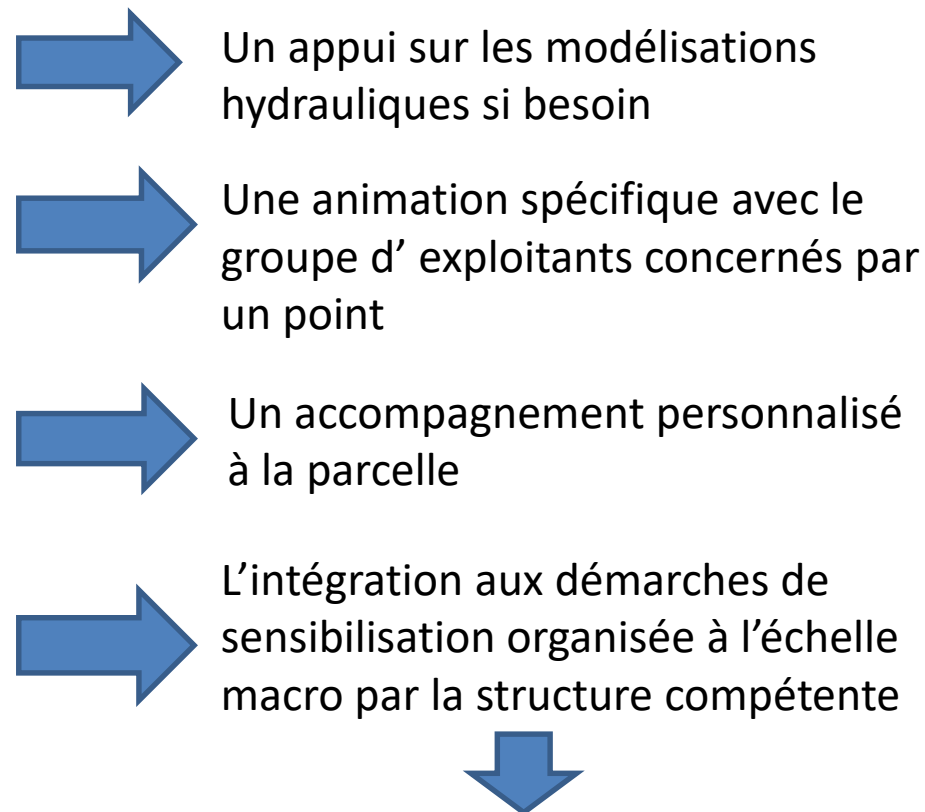 Un appui sur les modélisations
hydrauliques si besoin
Une animation spécifique avec le
groupe d’ exploitants concernés par
un point
Un accompagnement personnalisé
à la parcelle
L’intégration aux démarches de
sensibilisation organisée à l’échelle
macro par la structure compétente